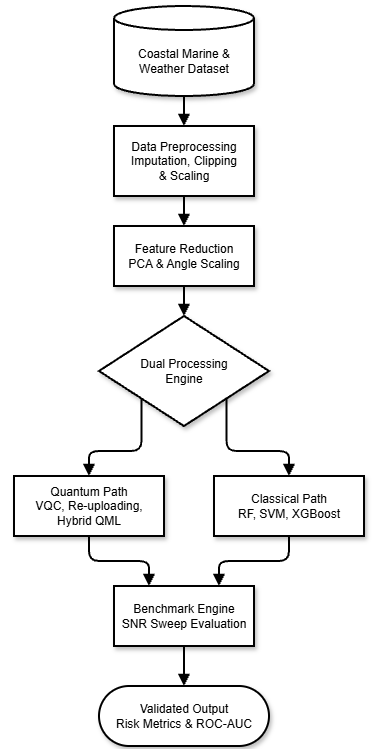 Coastal Marine &
Weather Dataset
Data Preprocessing
Imputation, Clipping
& Scaling
Feature Reduction
PCA & Angle Scaling
Dual Processing
Engine
Quantum Path
VQC, Re-uploading,
Hybrid QML
Classical Path
RF, SVM, XGBoost
Benchmark Engine
SNR Sweep Evaluation
Validated Output
Risk Metrics & ROC-AUC